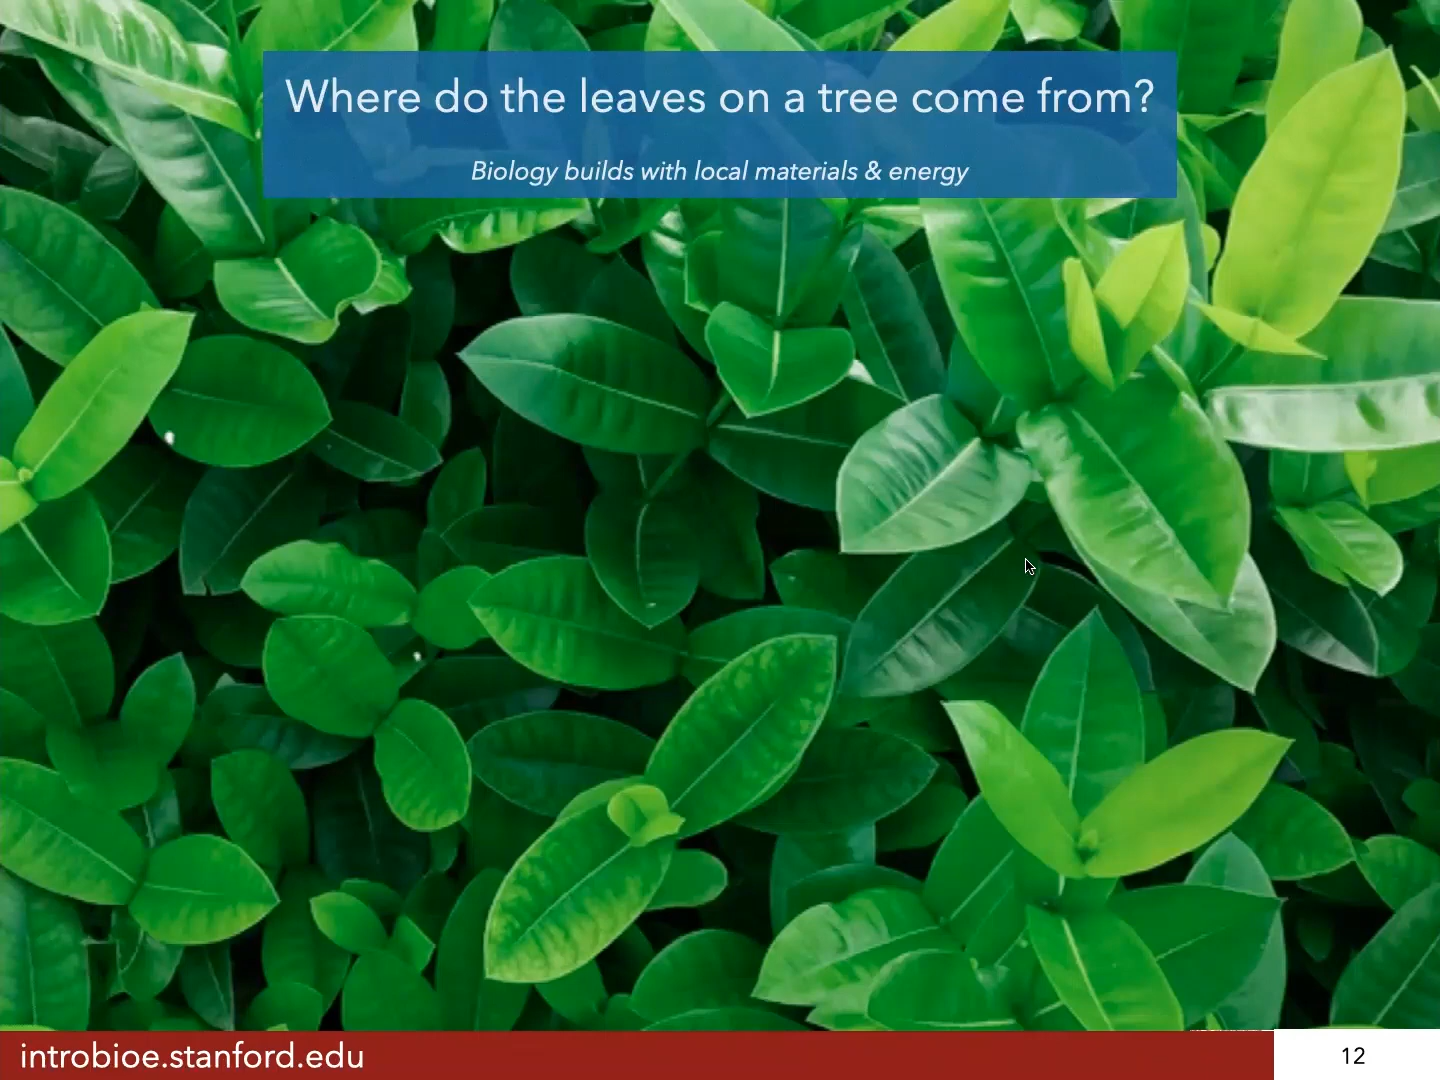 Where do the leaves on a tree come from?
Biology builds with local materials & energy
introbioe.stanford.edu
12